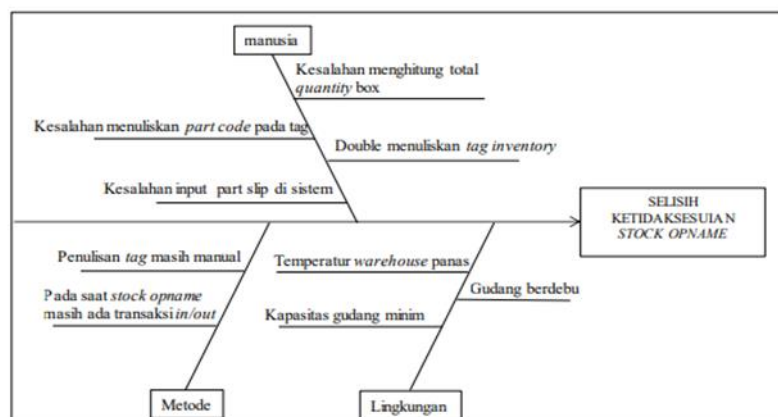 manusia
Kesalahan menghitung total
quantity box
Kesalahan menuliskan part code pada tag
Double menuliskan tag inventory
Kesalahan input part slip di sistem
SELISIH
KETIDAKSESUIAN
STOCK OPNAME
Penulisan tag masih manual
Temperatur warehouse panas
Pada saat stock opname
masih ada transaksi in/out
Gudang berdebu
Kapasitas gudang minim
Metode
Lingkungan